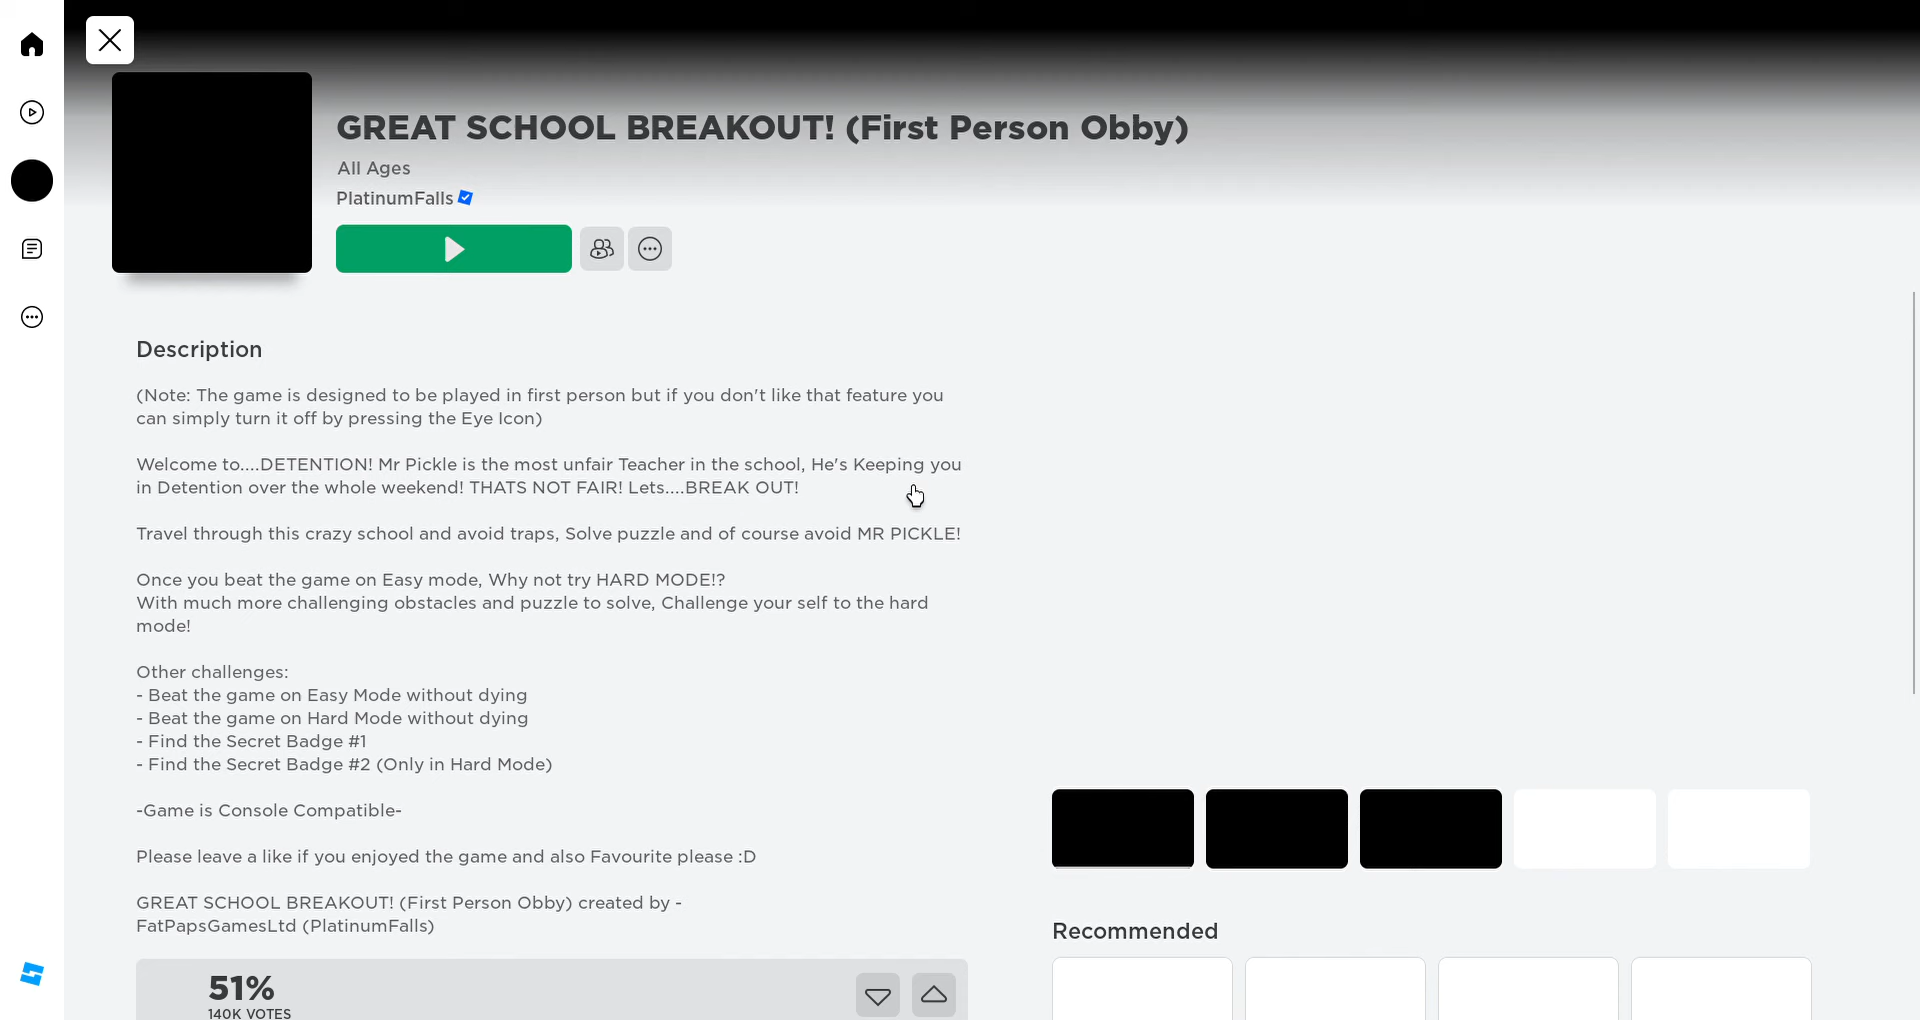 GREAT SCHOOL BREAKOUT! (First Person Obby)
All Ages
PlatinumFalls
Description
(Note: The game is designed to be played in first person but if you don't like that feature you
can simply turn it off by pressing the Eye Icon)
Welcome to....DETENTION! Mr Pickle is the most unfair Teacher in the school, He's Keeping you
in Detention over the whole weekend! THATS NOT FAIR! Lets....BREAK OUT!
Travel through this crazy school and avoid traps, Solve puzzle and of course avoid MR PICKLE!
Once you beat the game on Easy mode, Why not try HARD MODE!?
With much more challenging obstacles and puzzle to solve, Challenge your self to the hard
mode!
Other challenges:
- Beat the game on Easy Mode without dying
- Beat the game on Hard Mode without dying
- Find the Secret Badge #1
- Find the Secret Badge #2 (Only in Hard Mode)
-Game is Console Compatible-
Please leave a like if you enjoyed the game and also Favourite please :D
GREAT SCHOOL BREAKOUT! (First Person Obby) created by -
FatPapsGamesLtd (PlatinumFalls)
51%
140K VOTES
Recommended